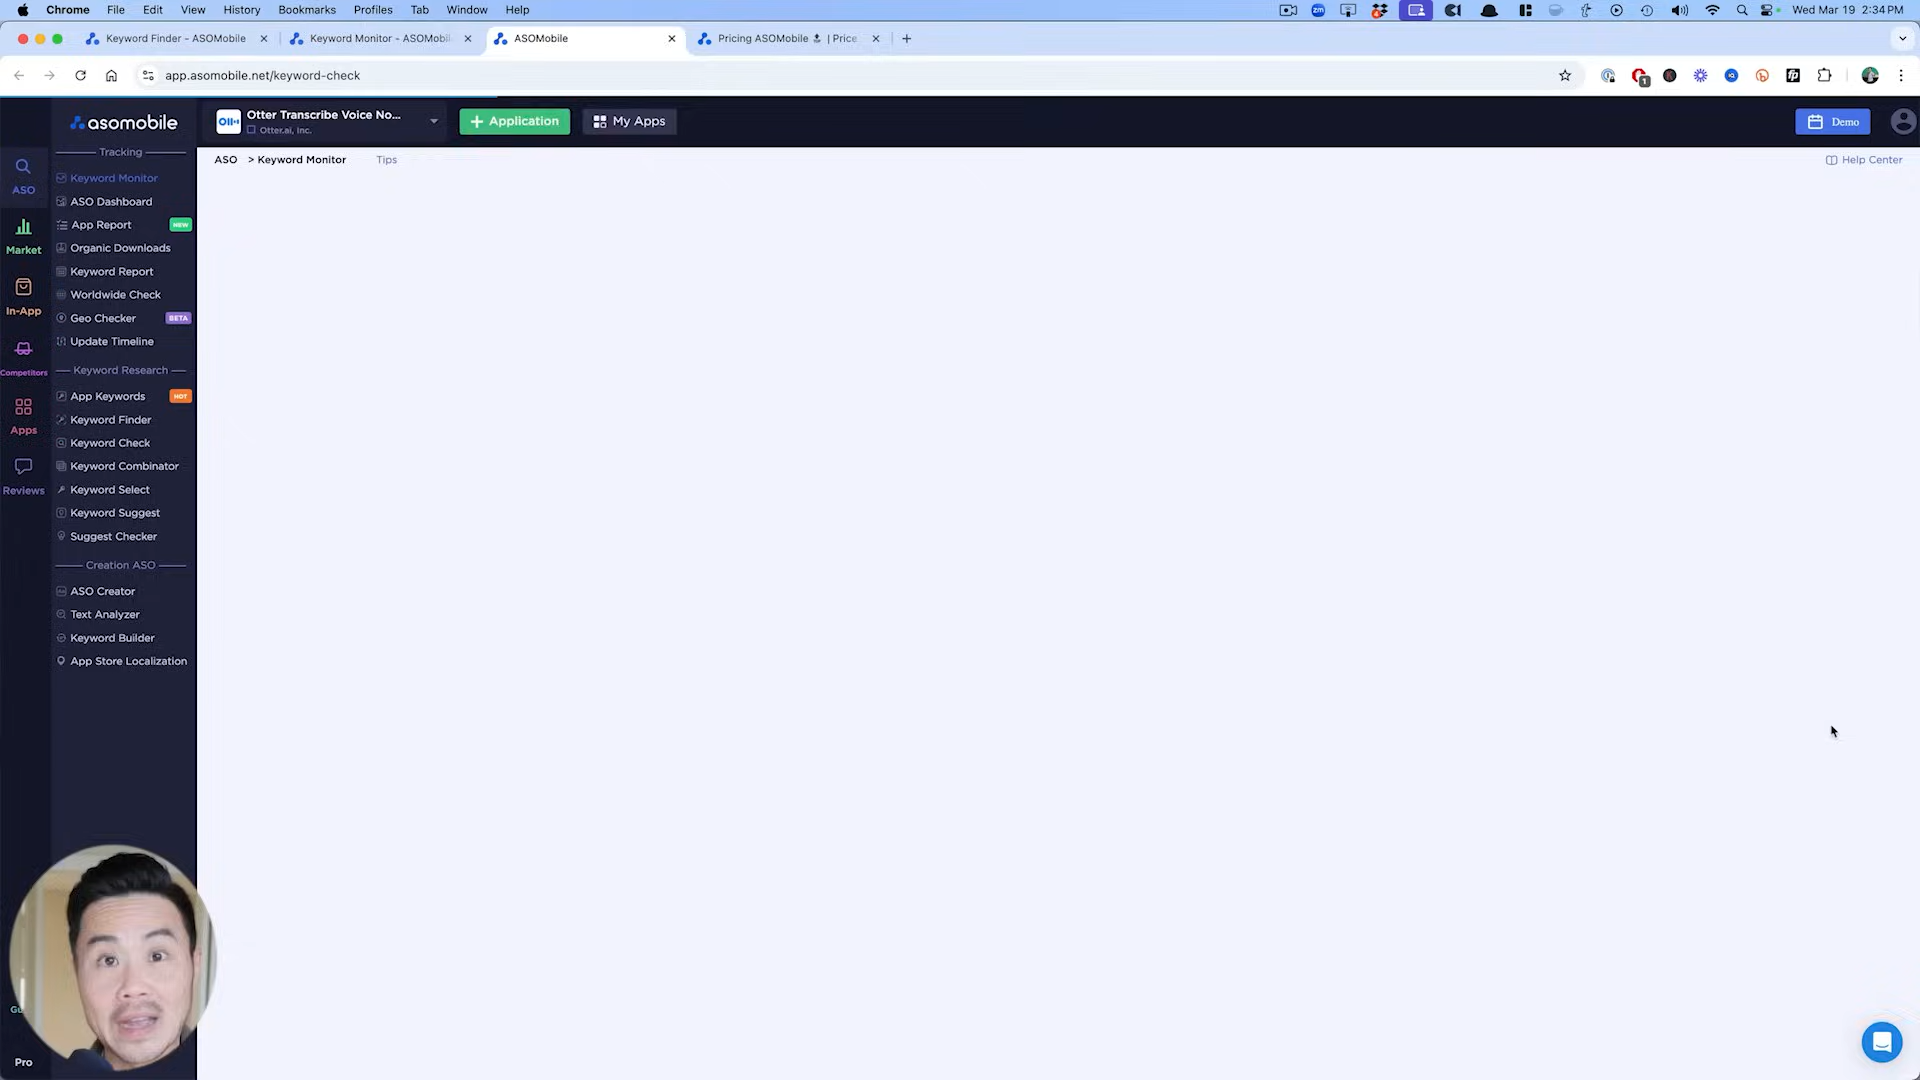 Chrome File Edit View History Bookmarks Profiles Tab Window Help
zm
4
Wed Mar 19 2:34 PM
Keyword Finder - ASOMobile
Keyword Monitor - ASOMobil
ASOMobile
Pricing ASOMobile | Price
app.asomobile.net/keyword-check
1
asomobile
Otter Transcribe Voice No...
Otter.ai, Inc.
+ Application
My Apps
Demo
ASO > Keyword Monitor Tips
Help Center
ASO
Market
In-App
Competitors
Apps
Reviews
Gu
Pro
Tracking
Keyword Monitor
ASO Dashboard
App Report NEW
Organic Downloads
Keyword Report
Worldwide Check
Geo Checker BETA
Update Timeline
Keyword Research
App Keywords HOT
Keyword Finder
Keyword Check
Keyword Combinator
Keyword Select
Keyword Suggest
Suggest Checker
Creation ASO
ASO Creator
Text Analyzer
Keyword Builder
App Store Localization